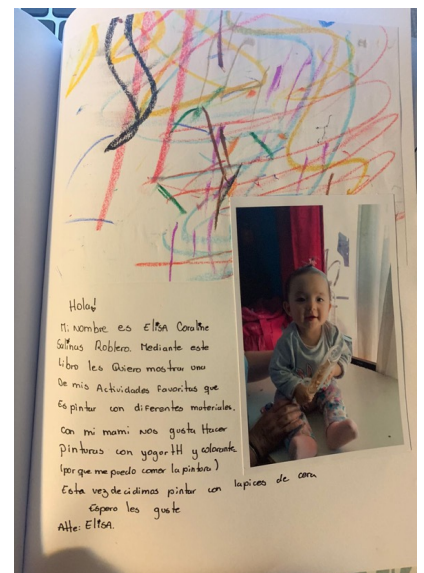 Hola!
Mi Nombre es Elisa Coraline
Salinas Roblero. Mediante este
Libro les Quiero mostrar una
De mis Actividades favoritas que
Es pintar con diferentes materiales.
Con mi mami nos gusta Hacer
Pinturas con yogortH y colorante
(por que me puedo comer la pintura)
Esta vez decidimos pintar con lapices de cera
Espero les guste
Atte: Elisa.